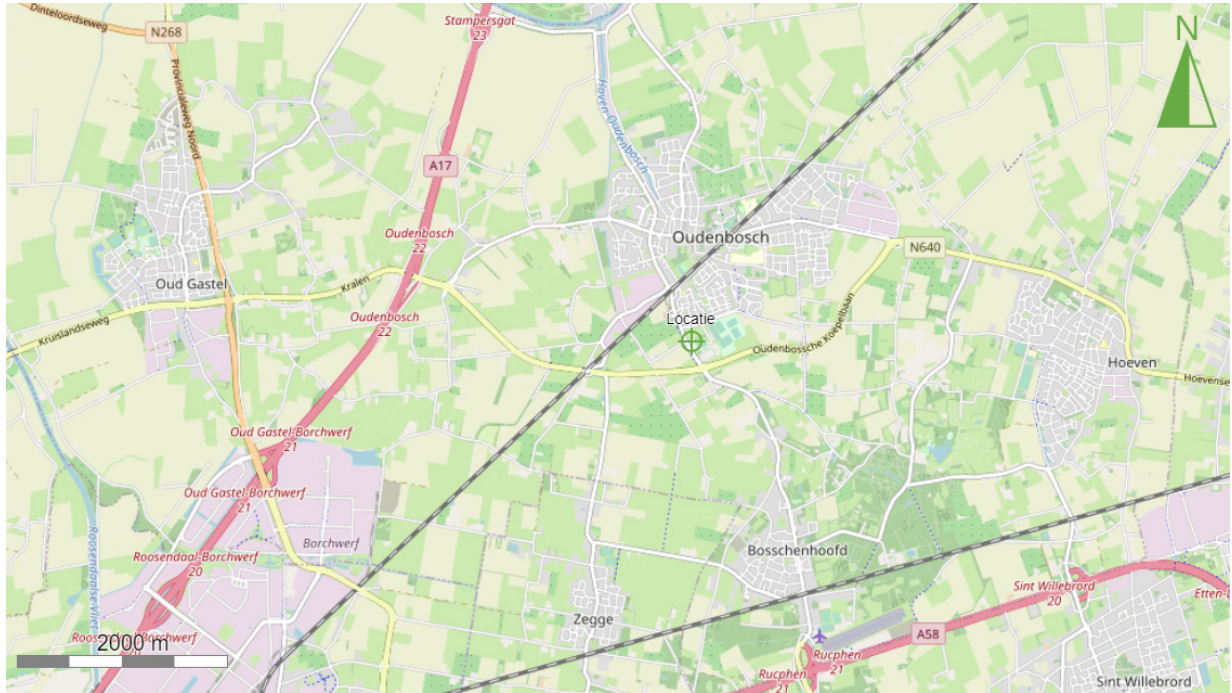 Dinteloordseweg
N268
Stampersgat
23
N
Provincialeweg Noord
Haven Oudenbosch
A17
Oudenbosch
22
Oudenbosch
N640
Oud Gastel
Kralen
Oudenbosch
22
Kruislandseweg
Locatie
Oudenbossche Koepelbaan
Hoeven
Hoevense
Oud Gastel-Borchwerf
21
Oud Gastel-Borchwerf
21
Roosendaalse Vliet
Borchwerf
Roosendaal-Borchwerf
20
Bosschenhoofd
Sint Willebrord
20
Etten-L
Zegge
A58
Roosendaal-Borchwerf
20
2000 m
Rucphen
21
Rucphen
21
Sint Willebrord